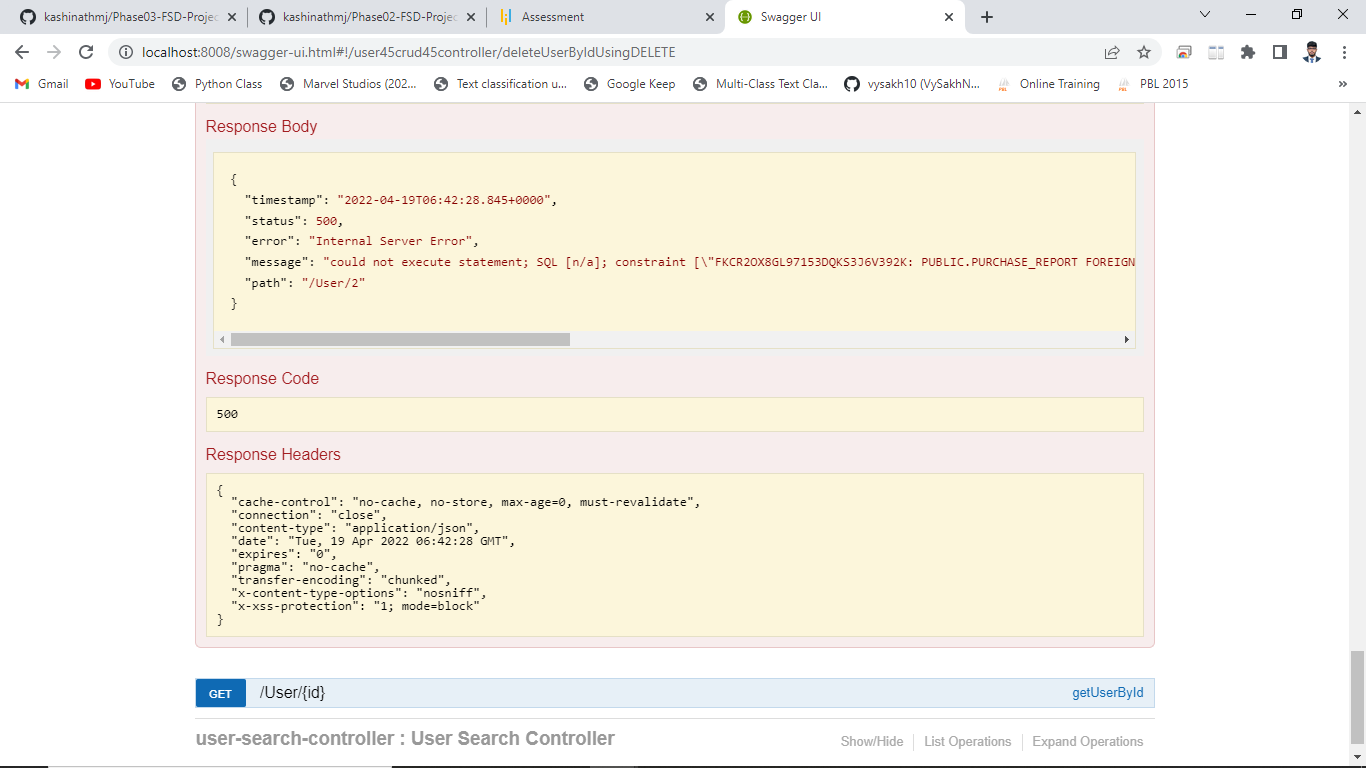 kashinathmj/Phase03-FSD-Projec
kashinathmj/Phase02-FSD-Projec
Assessment
Swagger UI
localhost:8008/swagger-ui.html#!/user45crud45controller/deleteUserByIdUsingDELETE
Gmail
YouTube
Python Class
Marvel Studios (202...
Text classification u...
Google Keep
Multi-Class Text Cla...
vysakh10 (VySakhN...
PBL
Online Training
PBL
PBL 2015
»
Response Body
{
"timestamp": "2022-04-19T06:42:28.845+0000",
"status": 500,
"error": "Internal Server Error",
"message": "could not execute statement; SQL [n/a]; constraint [\"FKCR2OX8GL97153DQKS3J6V392K: PUBLIC.PURCHASE_REPORT FOREIGN
"path": "/User/2"
}
Response Code
500
Response Headers
{
"cache-control": "no-cache, no-store, max-age=0, must-revalidate",
"connection": "close",
"content-type": "application/json",
"date": "Tue, 19 Apr 2022 06:42:28 GMT",
"expires": "0",
"pragma": "no-cache",
"transfer-encoding": "chunked",
"x-content-type-options": "nosniff",
"x-xss-protection": "1; mode=block"
}
GET /User/{id} getUserById
user-search-controller : User Search Controller
Show/Hide
List Operations
Expand Operations